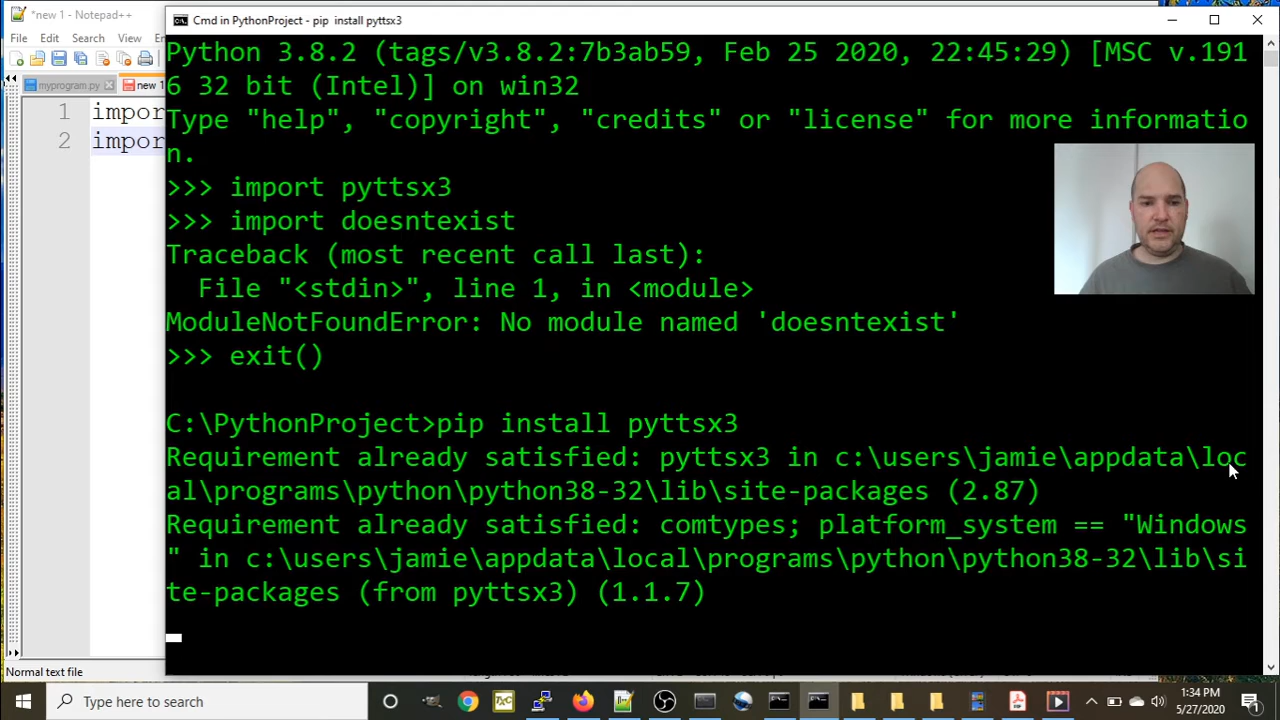 *new 1 - Notepad++
Cmd in PythonProject - pip install pyttsx3
File Edit Search View
myprogram.py new 1
1 impor
2 impor
Python 3.8.2 (tags/v3.8.2:7b3ab59, Feb 25 2020, 22:45:29) [MSC v.191
6 32 bit (Intel)] on win32
Type "help", "copyright", "credits" or "license" for more informatio
n.
>>> import pyttsx3
>>> import doesntexist
Traceback (most recent call last):
File "<stdin>", line 1, in <module>
ModuleNotFoundError: No module named 'doesntexist'
>>> exit()
C:\PythonProject>pip install pyttsx3
Requirement already satisfied: pyttsx3 in c:\users\jamie\appdata\loc
al\programs\python\python38-32\lib\site-packages (2.87)
Requirement already satisfied: comtypes; platform_system == "Windows
" in c:\users\jamie\appdata\local\programs\python\python38-32\lib\si
te-packages (from pyttsx3) (1.1.7)
Normal text file
Type here to search
1:34 PM
5/27/2020